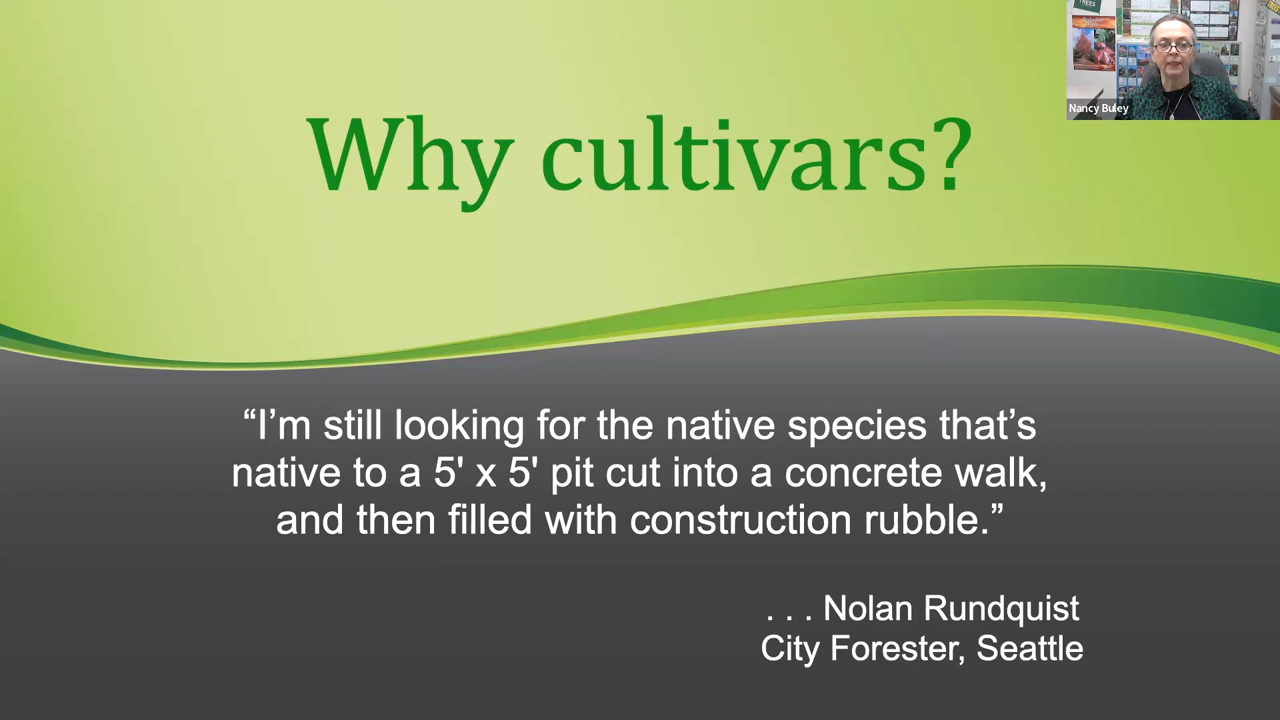 TREES
Nancy Buley
Why cultivars?
“I’m still looking for the native species that’s
native to a 5' x 5' pit cut into a concrete walk,
and then filled with construction rubble.”
. . . Nolan Rundquist
City Forester, Seattle